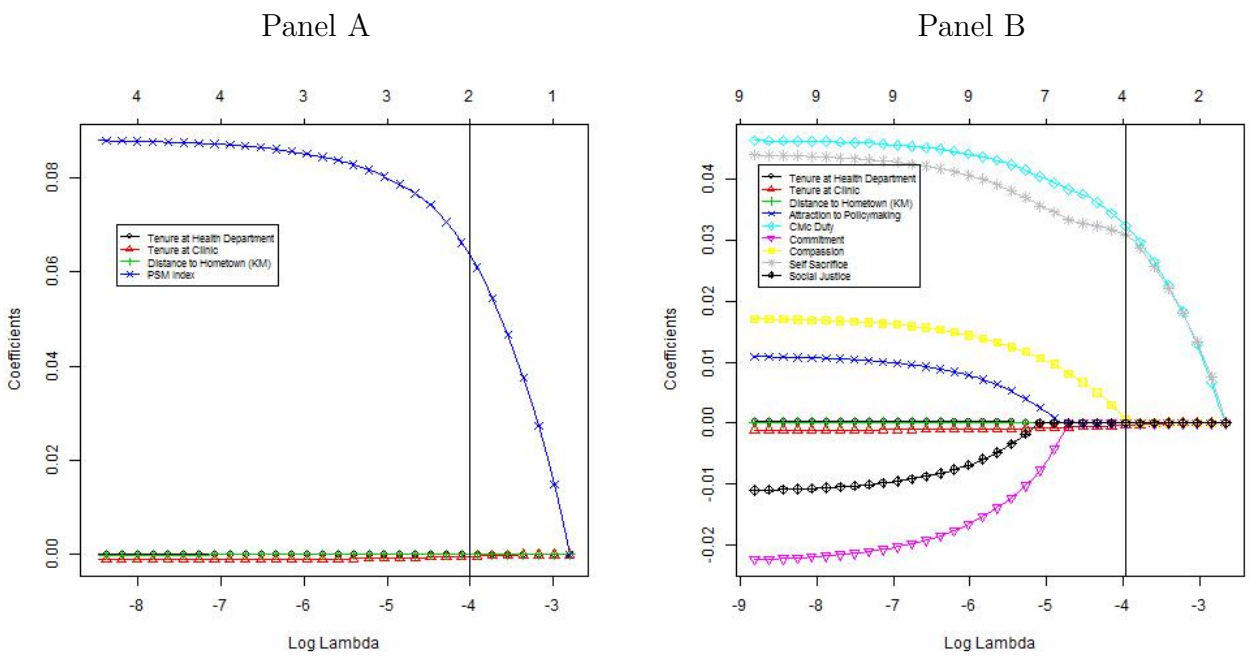 Panel A
4 4 3 3 2 1
Coefficients
0.00 0.02 0.04 0.06 0.08
Tenure at Health Department
Tenure at Clinic
Distance to Hometown (KM)
PSM Index
-8 -7 -6 -5 -4 -3
Log Lambda
Panel B
9 9 9 9 7 4 2
Coefficients
-0.02 -0.01 0.00 0.01 0.02 0.03 0.04
Tenure at Health Department
Tenure at Clinic
Distance to Hometown (KM)
Attraction to Policymaking
Civic Duty
Commitment
Compassion
Self Sacrifice
Social Justice
-9 -8 -7 -6 -5 -4 -3
Log Lambda